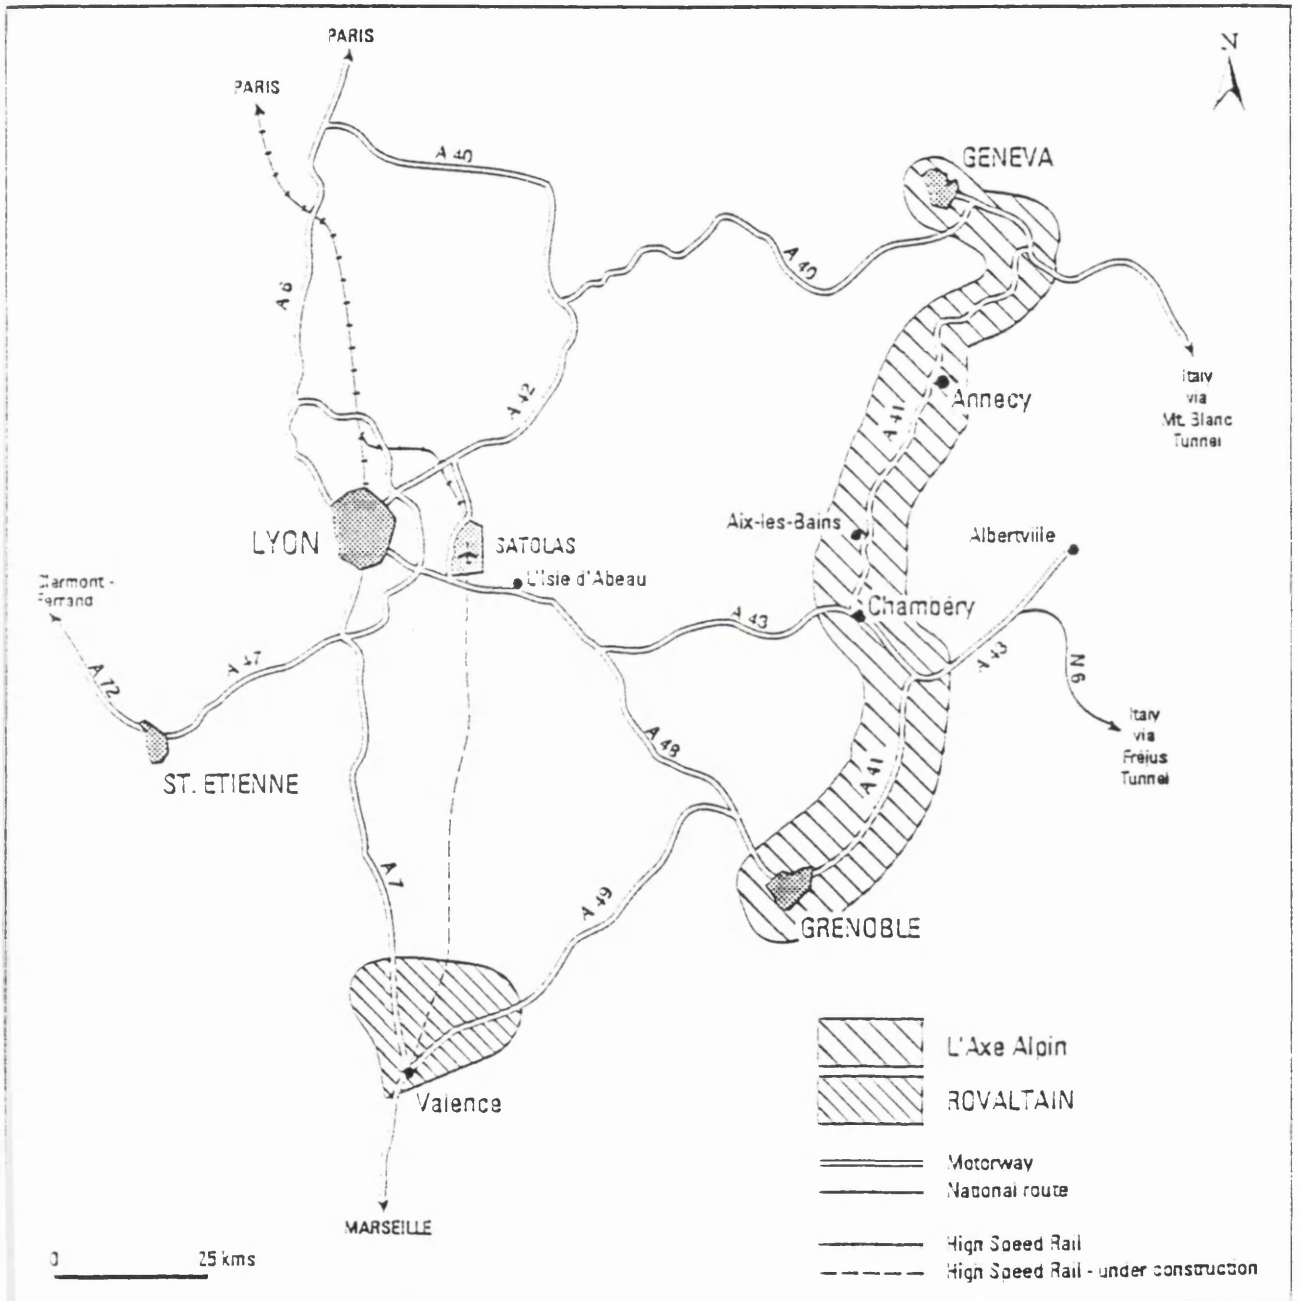 PARIS
PARIS
N
A 40
GENEVA
A 40
A 6
Italy
via
Mt. Blanc
Tunnel
A 42
Annecy
A 41
LYON
SATOLAS
Aix-les-Bains
Albertville
L'Isle d'Abeau
Clermont -
Ferrand
Chambéry
A 43
A 43
N 6
A 72
A 47
Italy
via
Fréjus
Tunnel
ST. ETIENNE
A 48
A 41
A 7
A 49
GRENOBLE
Valence
MARSEILLE
L'Axe Alpin
ROVALTAIN
Motorway
National route
High Speed Rail
High Speed Rail - under construction
0 25 kms